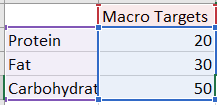 Macro Targets
Protein 20
Fat 30
Carbohydrat 50